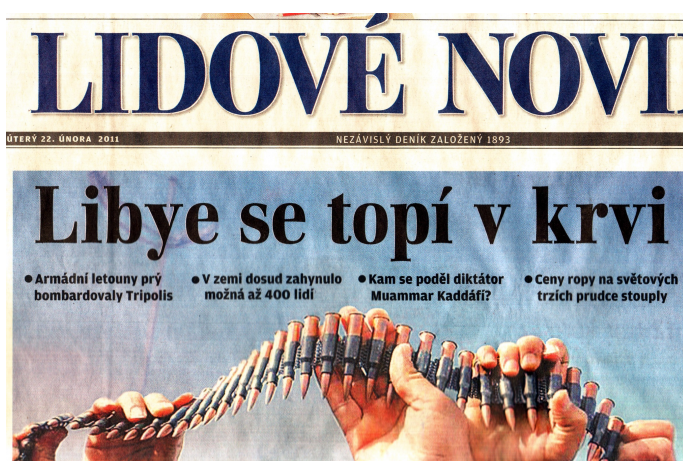 LIDOVÉ NOVI
ÚTERÝ 22. ÚNORA 2011
NEZÁVISLÝ DENÍK ZALOŽENÝ 1893
Libye se topí v krvi
● Armádní letouny prý
bombardovaly Tripolis
● V zemi dosud zahynulo
možná až 400 lidí
● Kam se poděl diktátor
Muammar Kaddáfí?
● Ceny ropy na světových
trzích prudce stouply